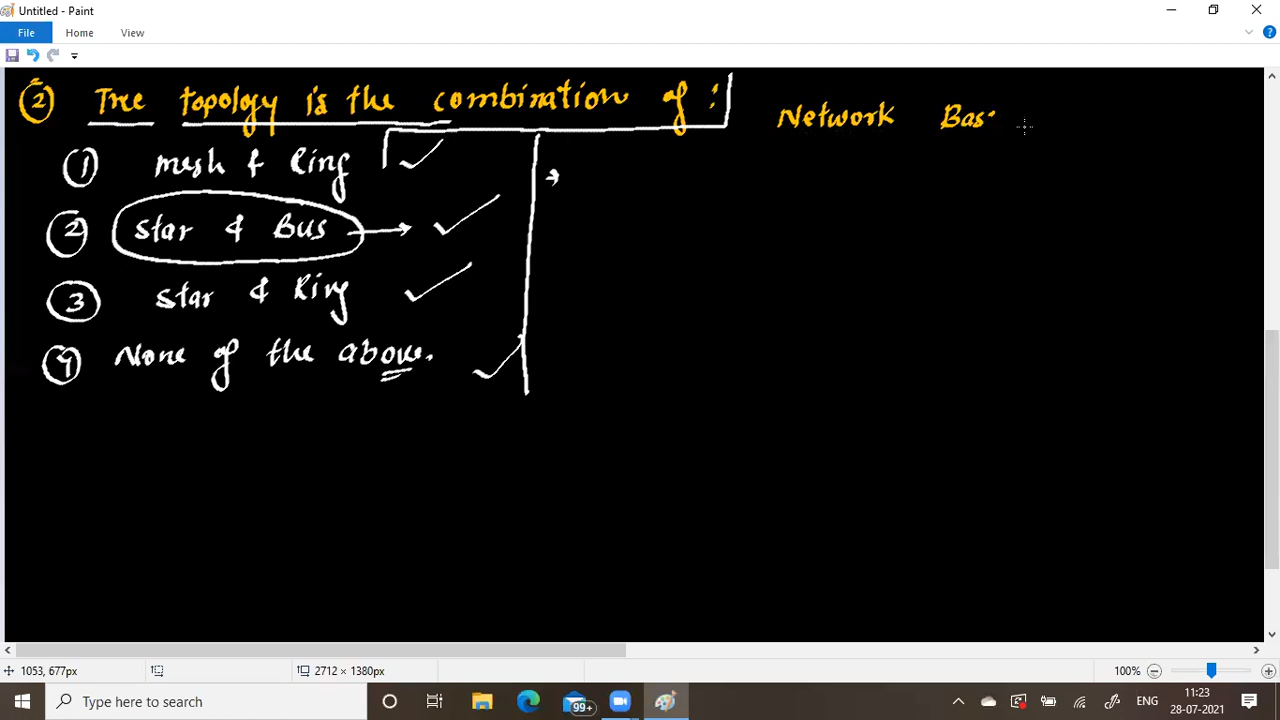 Untitled - Paint
File Home View
② Tree topology is the combination of : Network Bas
① mesh & Ring
② star & Bus
③ star & Ring
④ None of the above.
1053, 677px 2712 × 1380px 100%
Type here to search 99+ ENG 11:23
28-07-2021